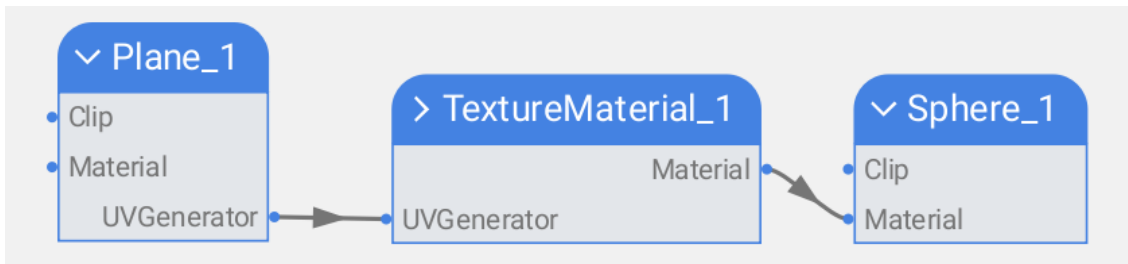 Plane_1
Clip
Material
UVGenerator
TextureMaterial_1
Material
UVGenerator
Sphere_1
Clip
Material